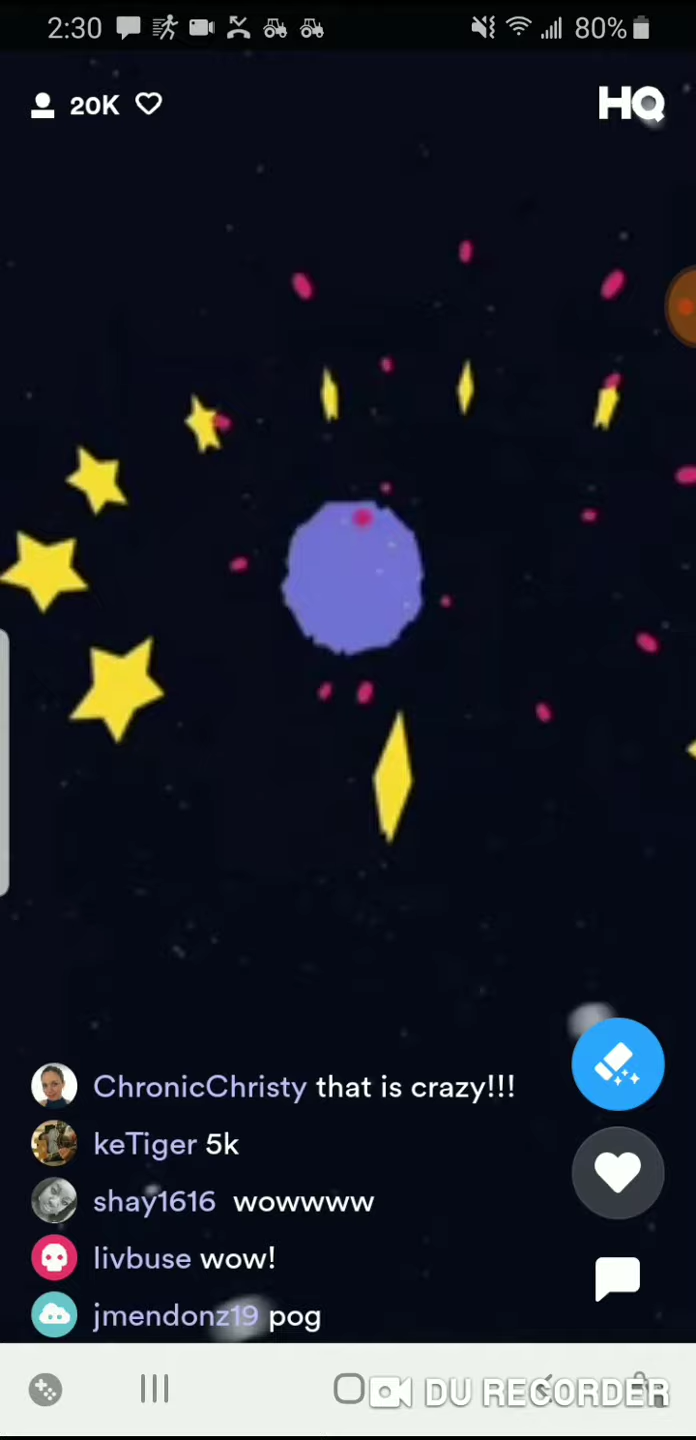 2:30
80%
20K
HQ
ChronicChristy that is crazy!!!
keTiger 5k
shay1616 wowwww
livbuse wow!
jmendonz19 pog
DU RECORDER